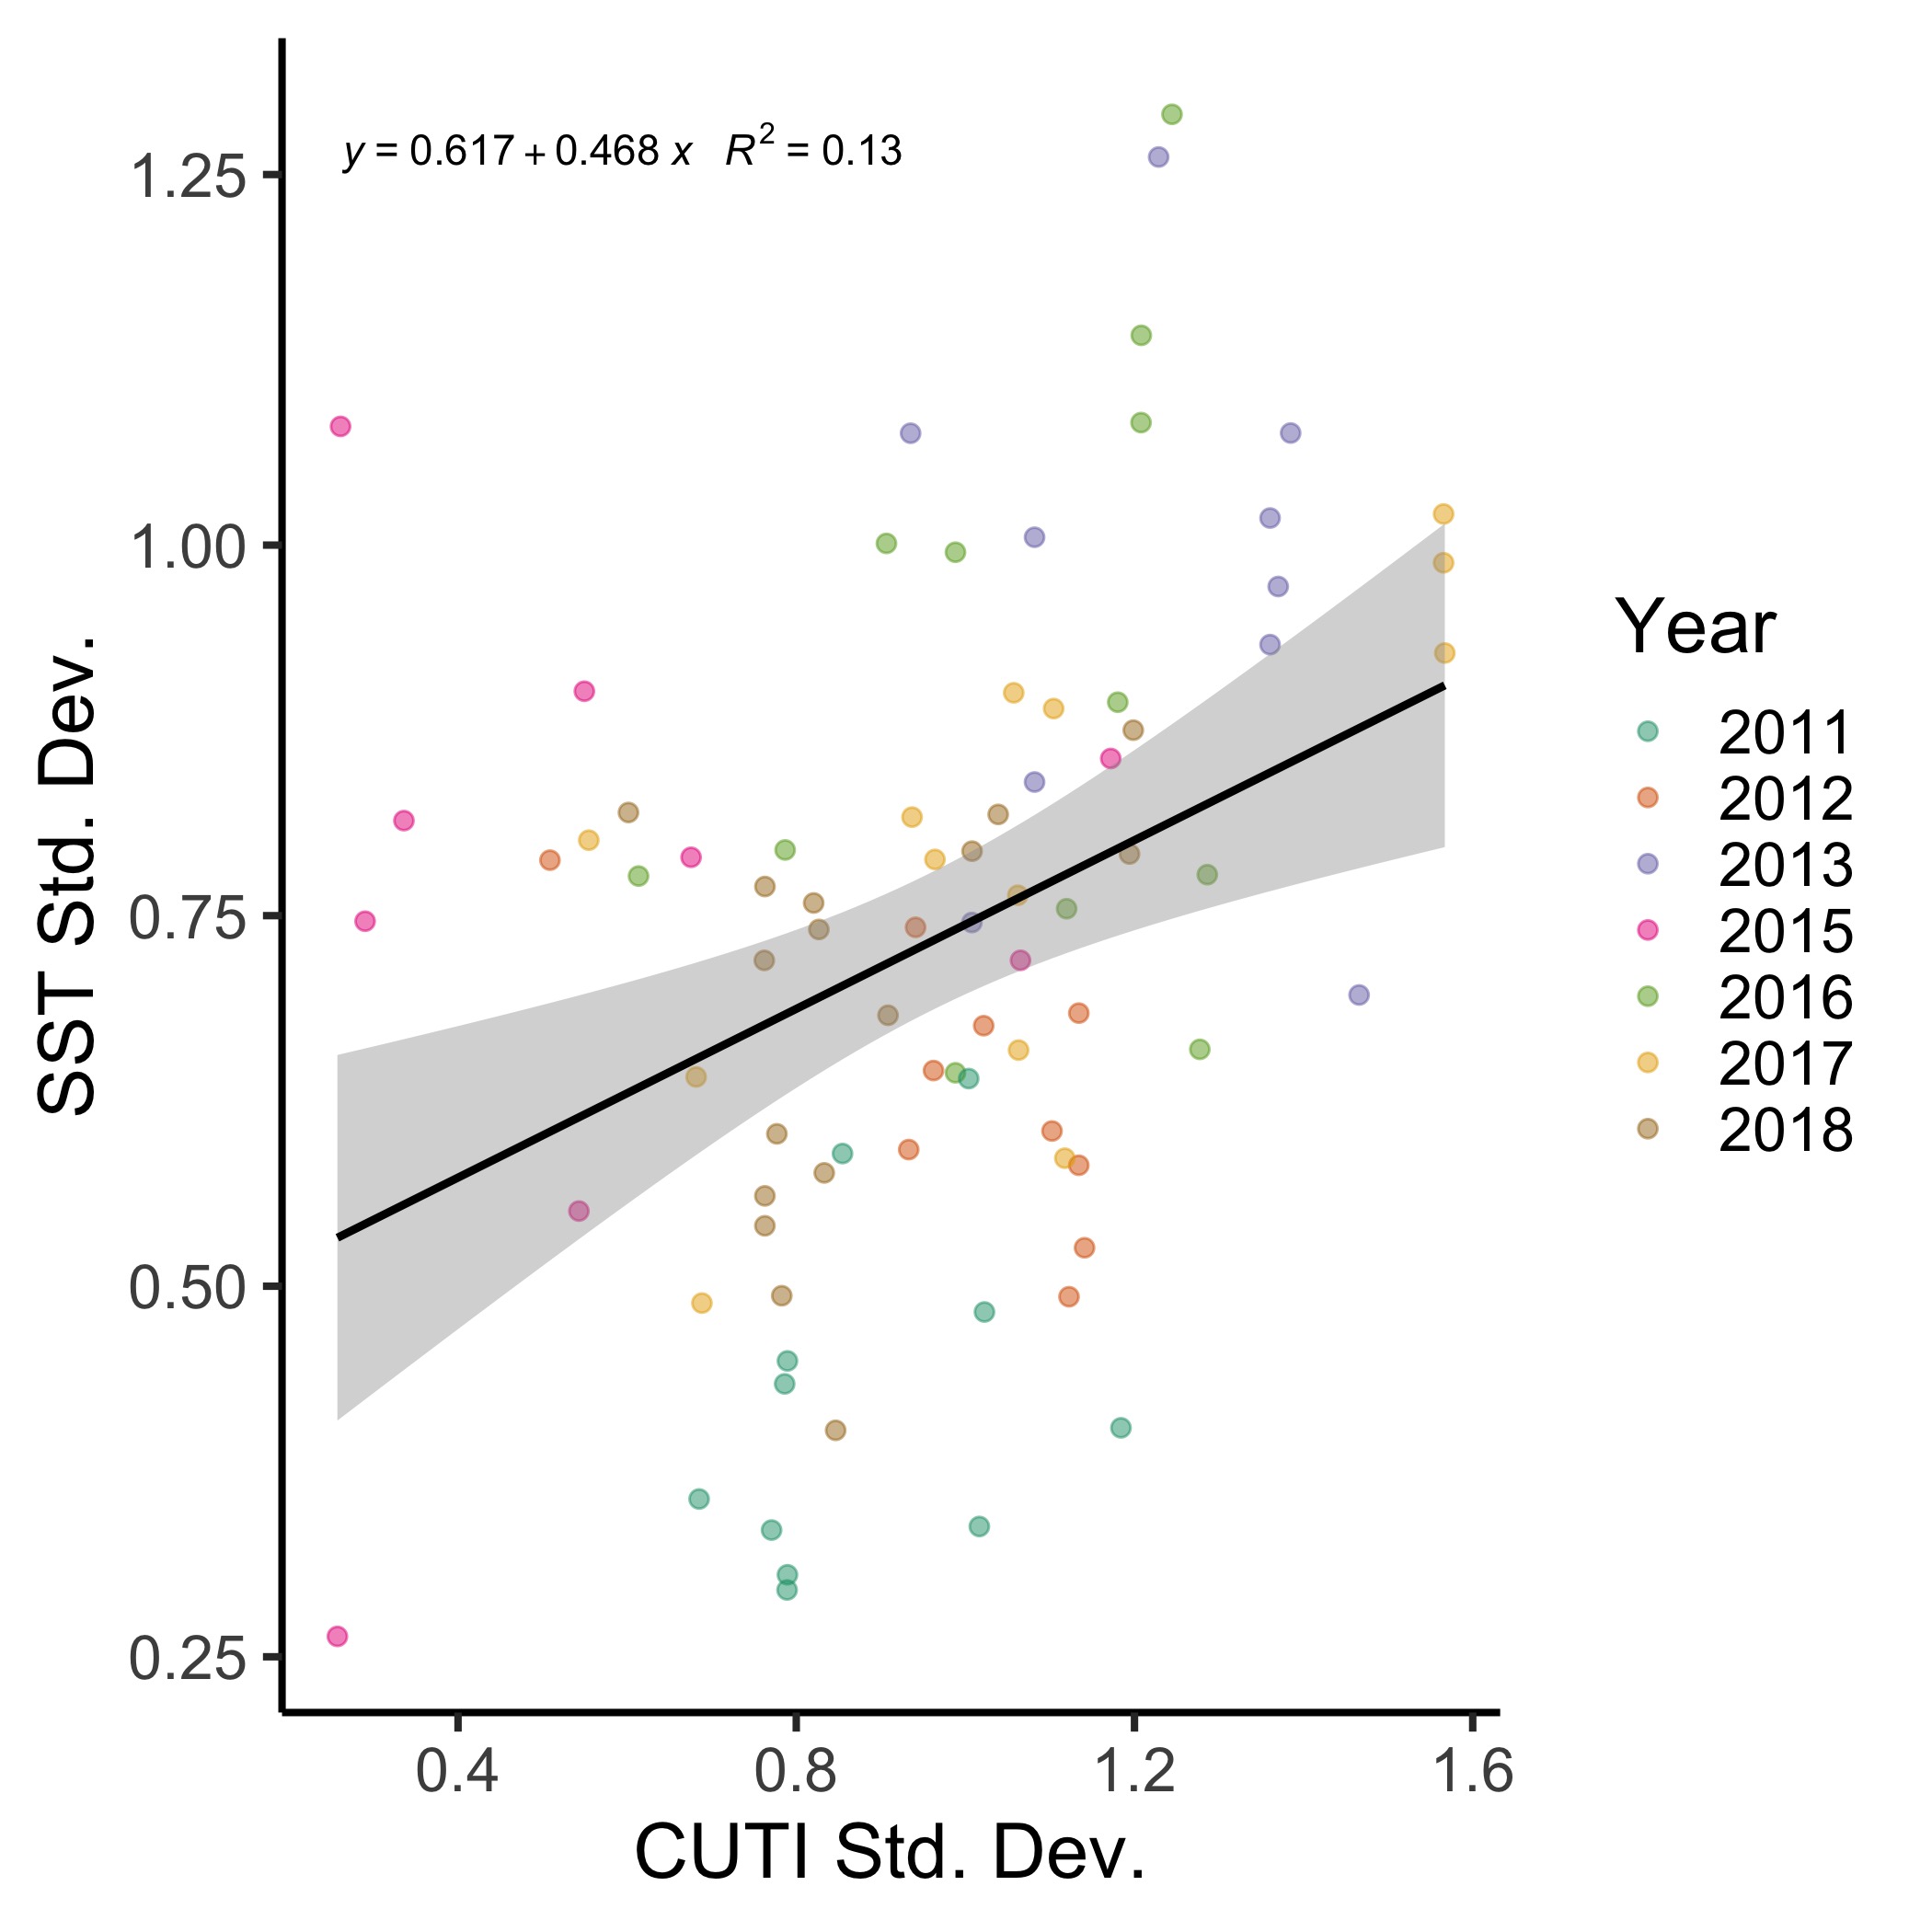 y = 0.617 + 0.468 x R² = 0.13
1.25
1.00
0.75
0.50
0.25
SST Std. Dev.
0.4 0.8 1.2 1.6
CUTI Std. Dev.
Year
2011
2012
2013
2015
2016
2017
2018